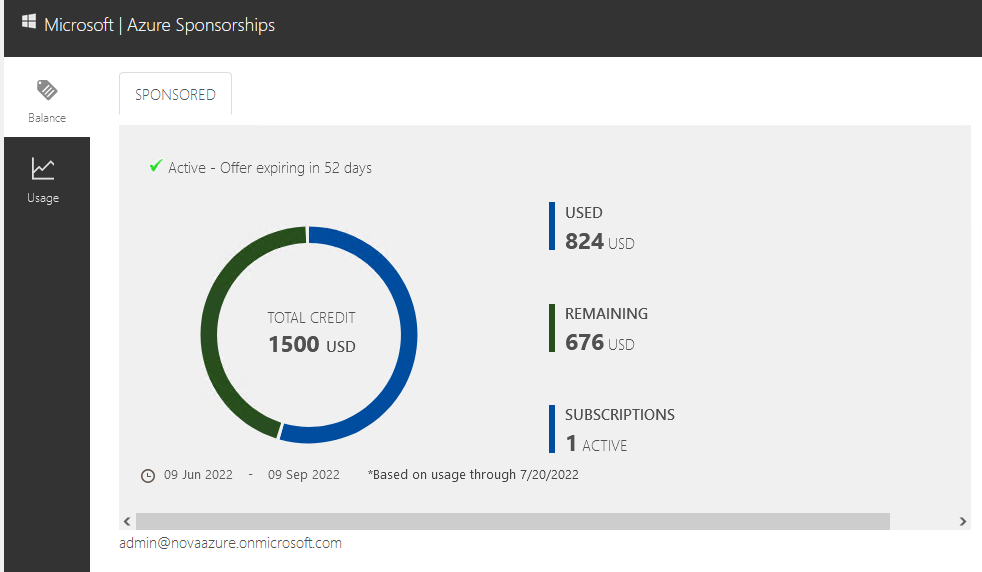 Microsoft | Azure Sponsorships
Balance
Usage
SPONSORED
Active - Offer expiring in 52 days
TOTAL CREDIT
1500 USD
USED
824 USD
REMAINING
676 USD
SUBSCRIPTIONS
1 ACTIVE
09 Jun 2022 - 09 Sep 2022 *Based on usage through 7/20/2022
admin@novaazure.onmicrosoft.com